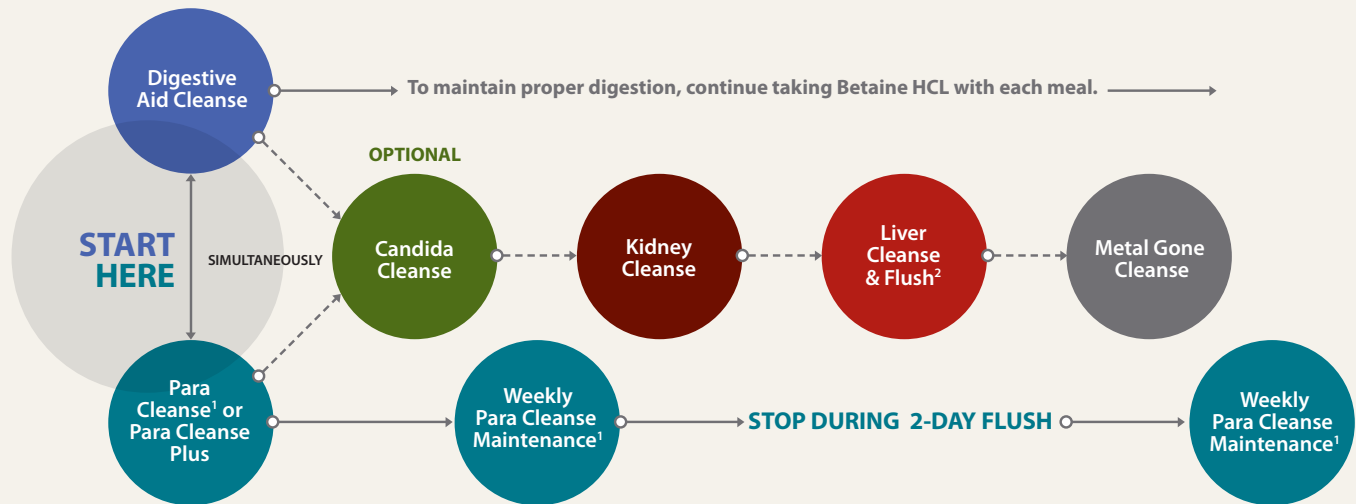 Digestive
Aid Cleanse
To maintain proper digestion, continue taking Betaine HCL with each meal.
START
HERE
SIMULTANEOUSLY
OPTIONAL
Candida
Cleanse
Kidney
Cleanse
Liver
Cleanse
& Flush²
Metal Gone
Cleanse
Para
Cleanse¹ or
Para Cleanse
Plus
Weekly
Para Cleanse
Maintenance¹
STOP DURING 2-DAY FLUSH
Weekly
Para Cleanse
Maintenance¹